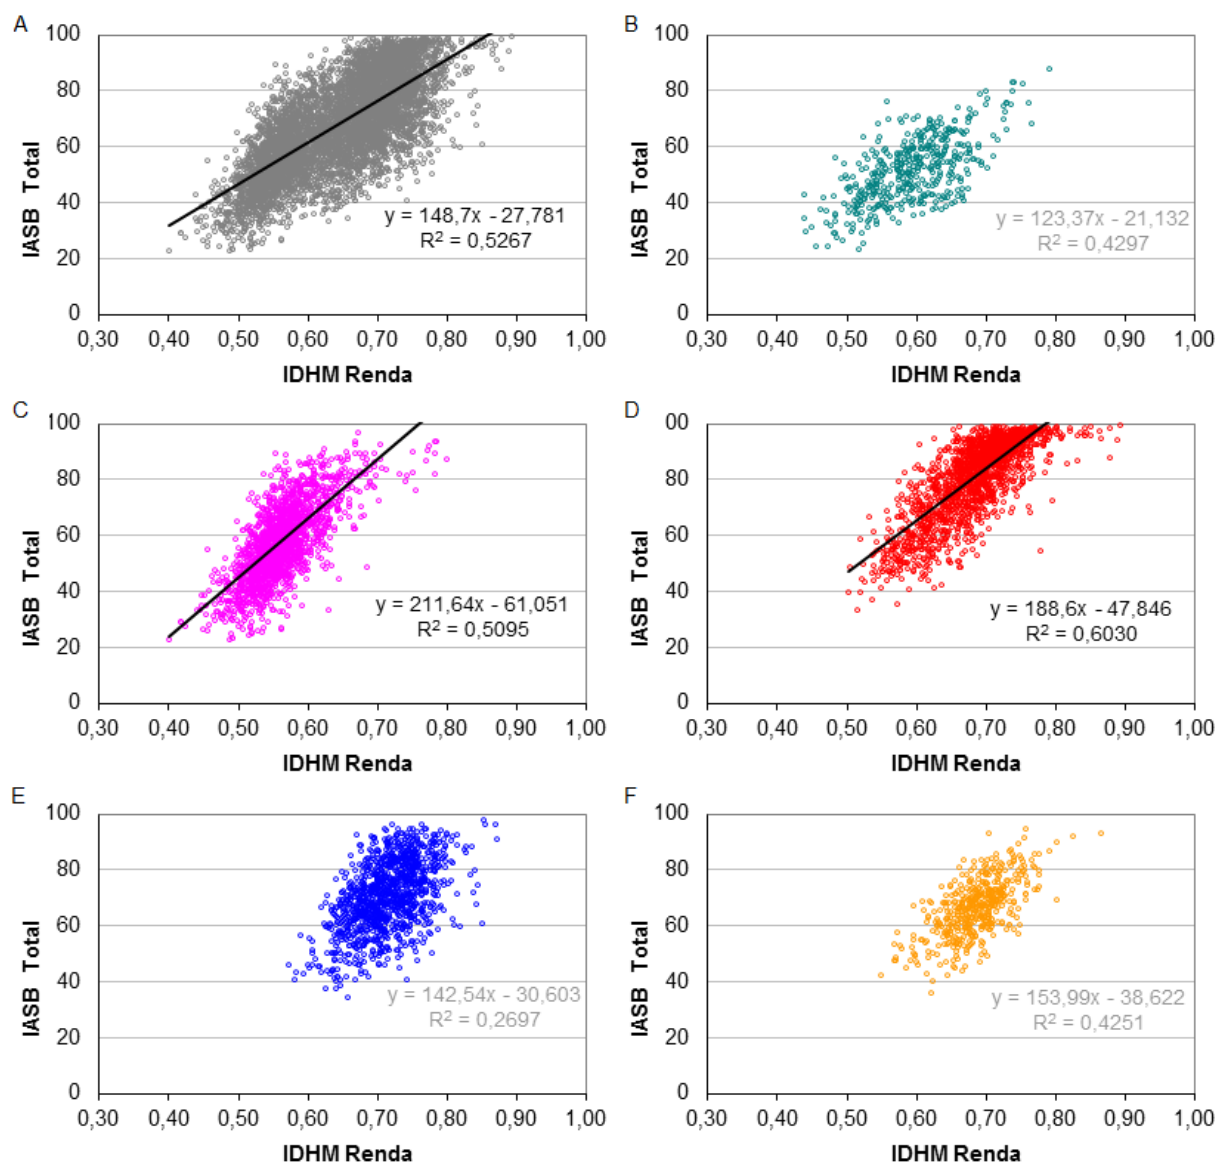 A
100
80
60
40
20
0
IASB Total
y = 148,7x - 27,781
R² = 0,5267
0,30 0,40 0,50 0,60 0,70 0,80 0,90 1,00
IDHM Renda
B
100
80
60
40
20
0
IASB Total
y = 123,37x - 21,132
R² = 0,4297
0,30 0,40 0,50 0,60 0,70 0,80 0,90 1,00
IDHM Renda
C
100
80
60
40
20
0
IASB Total
y = 211,64x - 61,051
R² = 0,5095
0,30 0,40 0,50 0,60 0,70 0,80 0,90 1,00
IDHM Renda
D
00
80
60
40
20
0
IASB Total
y = 188,6x - 47,846
R² = 0,6030
0,30 0,40 0,50 0,60 0,70 0,80 0,90 1,00
IDHM Renda
E
100
80
60
40
20
0
IASB Total
y = 142,54x - 30,603
R² = 0,2697
0,30 0,40 0,50 0,60 0,70 0,80 0,90 1,00
IDHM Renda
F
100
80
60
40
20
0
IASB Total
y = 153,99x - 38,622
R² = 0,4251
0,30 0,40 0,50 0,60 0,70 0,80 0,90 1,00
IDHM Renda